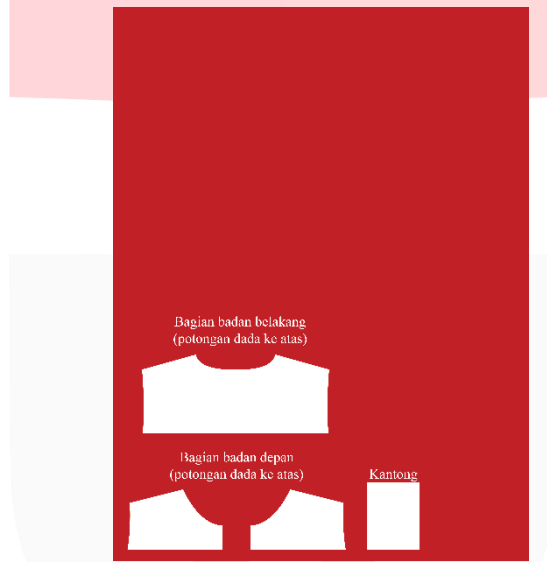 Bagian badan belakang
(potongan dada ke atas)
Bagian badan depan
(potongan dada ke atas)
Kantong